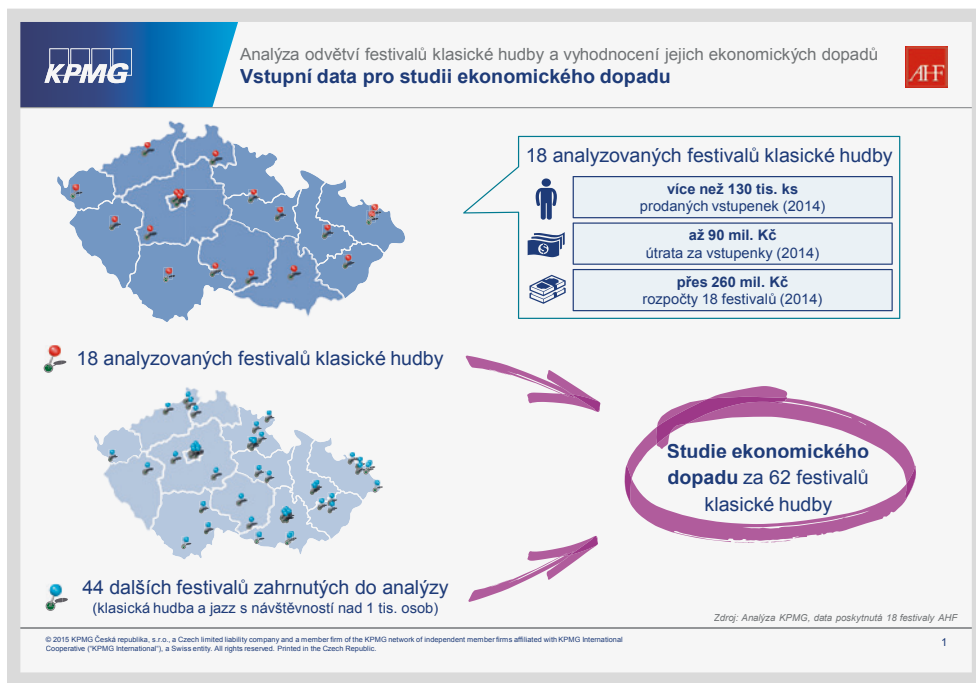 KPMG
Analýza odvětví festivalů klasické hudby a vyhodnocení jejich ekonomických dopadů
Vstupní data pro studii ekonomického dopadu
AHF
18 analyzovaných festivalů klasické hudby
více než 130 tis. ks
prodaných vstupenek (2014)
až 90 mil. Kč
útrata za vstupenky (2014)
přes 260 mil. Kč
rozpočty 18 festivalů (2014)
18 analyzovaných festivalů klasické hudby
Studie ekonomického
dopadu za 62 festivalů
klasické hudby
44 dalších festivalů zahrnutých do analýzy
(klasická hudba a jazz s návštěvností nad 1 tis. osob)
Zdroj: Analýza KPMG, data poskytnutá 18 festivaly AHF
© 2015 KPMG Česká republika, s.r.o., a Czech limited liability company and a member firm of the KPMG network of independent member firms affiliated with KPMG International
Cooperative ("KPMG International"), a Swiss entity. All rights reserved. Printed in the Czech Republic.
1